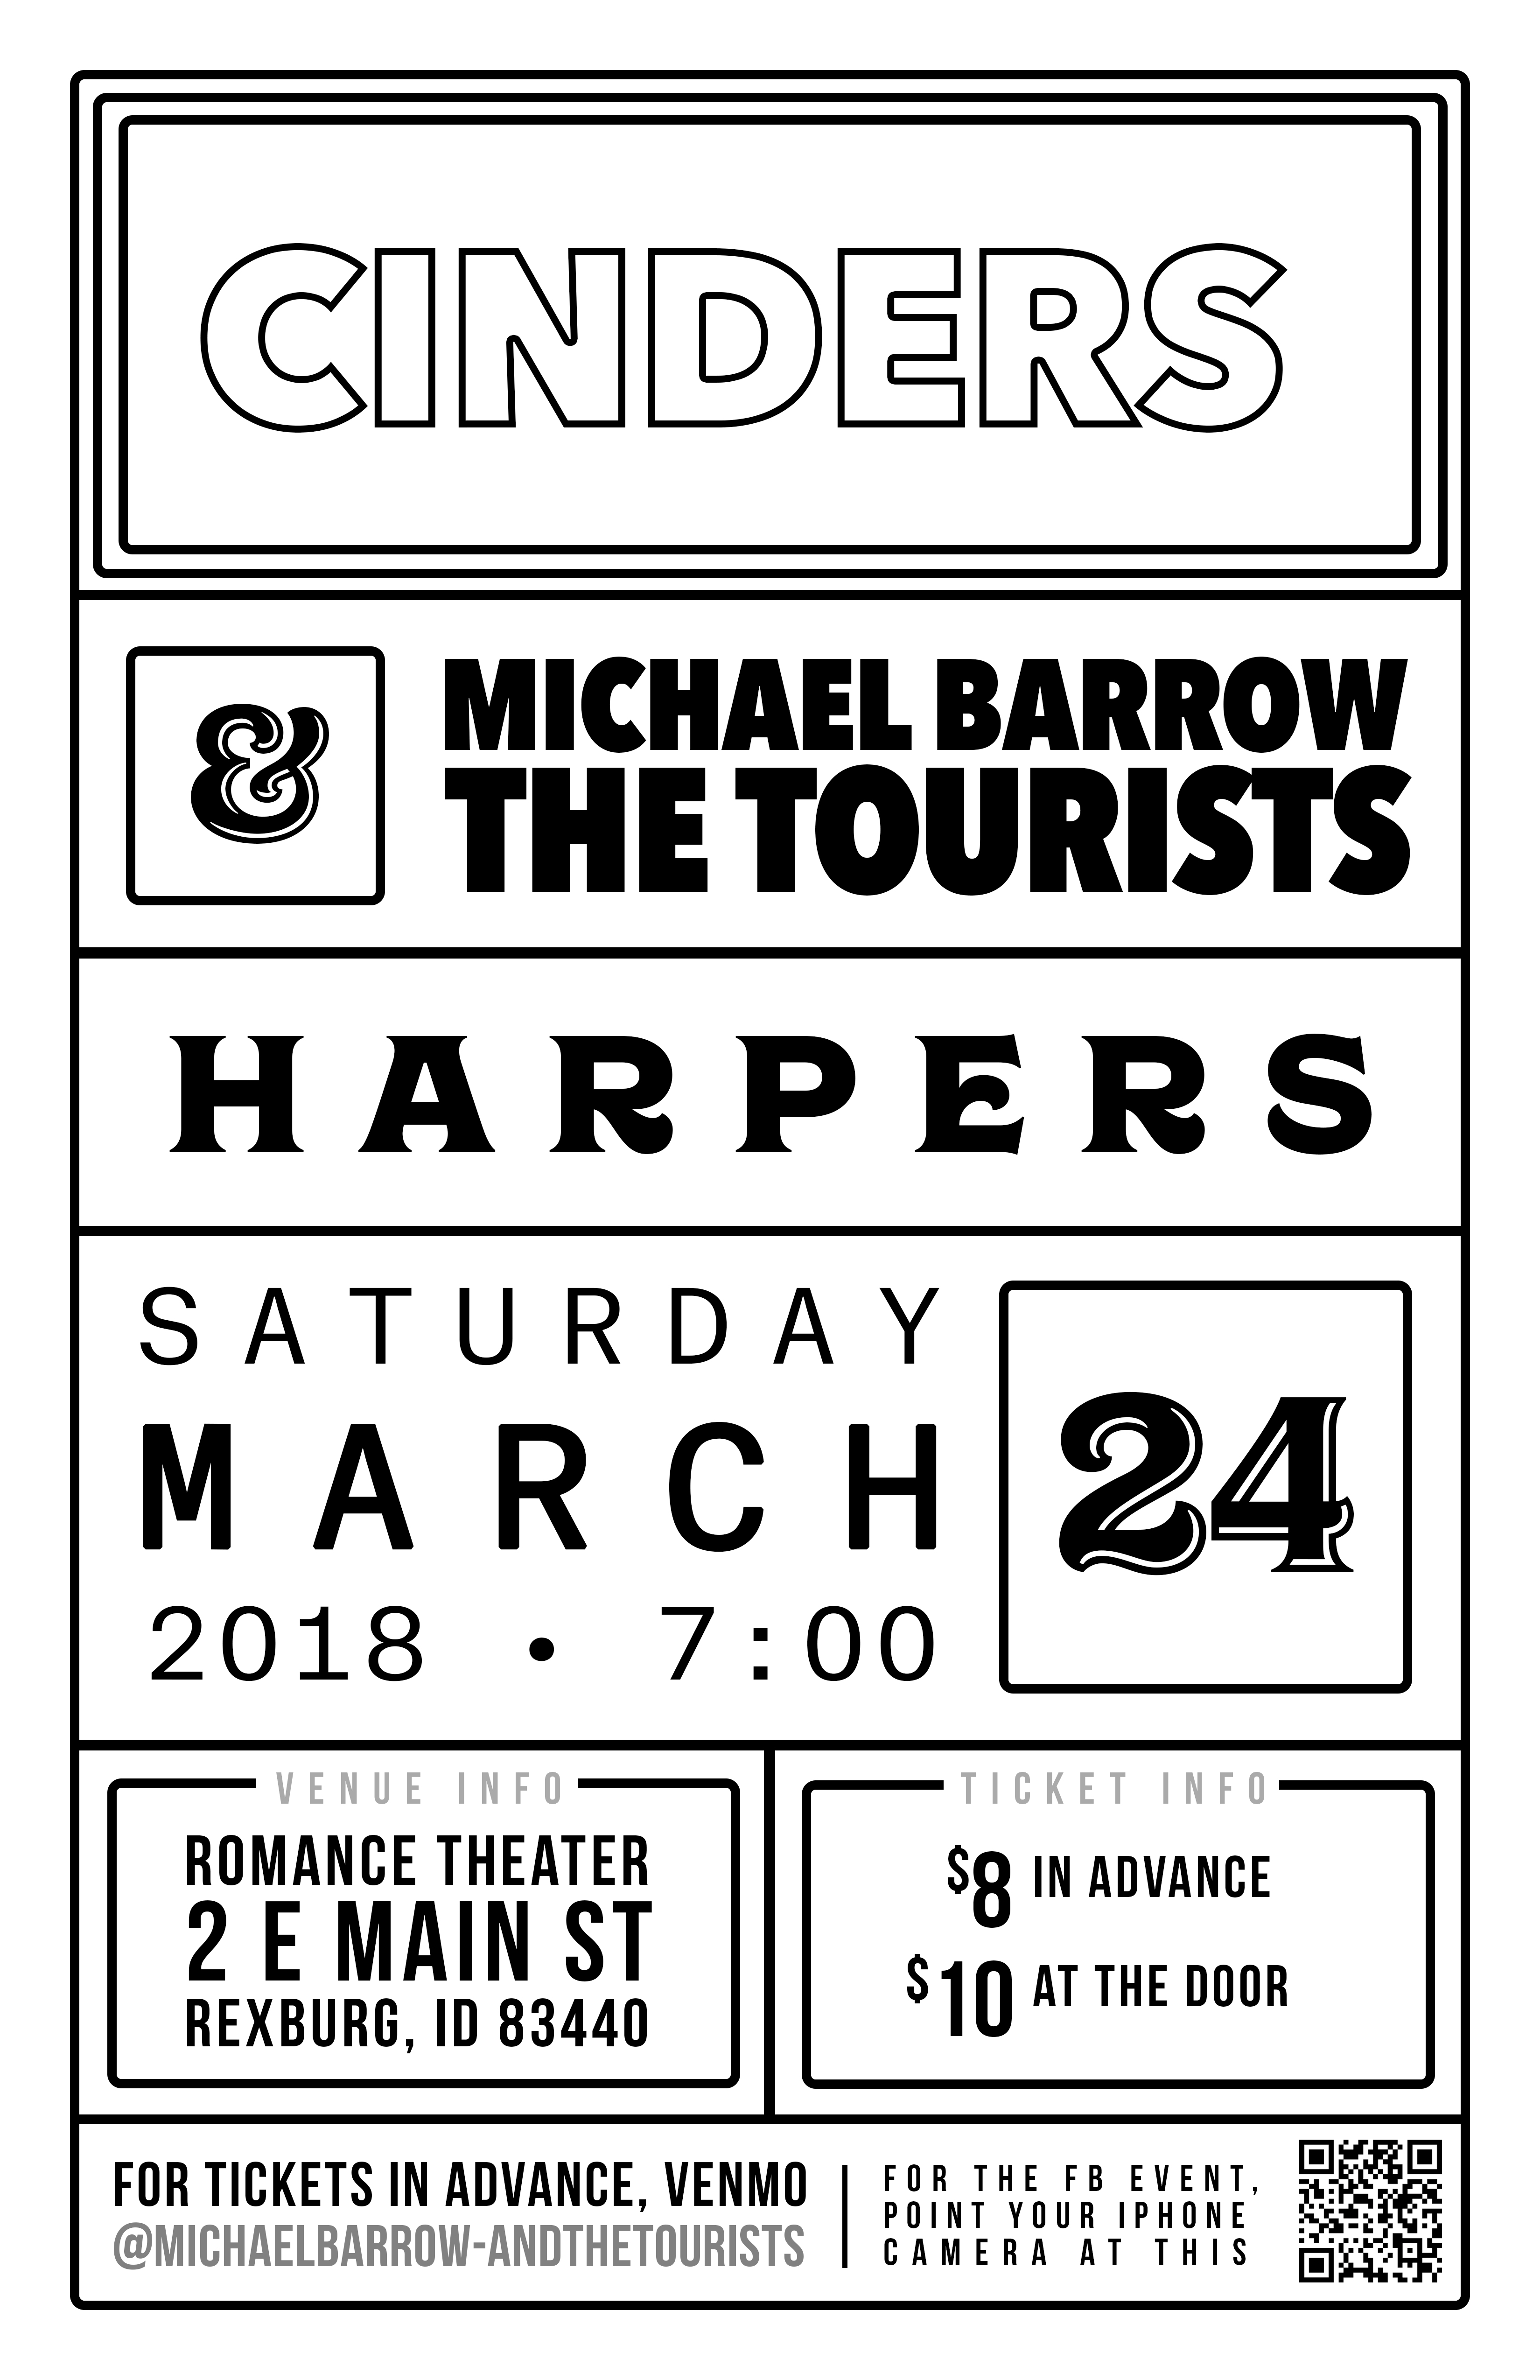 CINDERS
& MICHAEL BARROW
THE TOURISTS
HARPERS
SATURDAY
MARCH
24
2018 • 7:00
VENUE INFO
ROMANCE THEATER
2 E MAIN ST
REXBURG, ID 83440
TICKET INFO
$8 IN ADVANCE
$10 AT THE DOOR
FOR TICKETS IN ADVANCE, VENMO
@MICHAELBARROW-ANDTHETOURISTS
FOR THE FB EVENT,
POINT YOUR IPHONE
CAMERA AT THIS